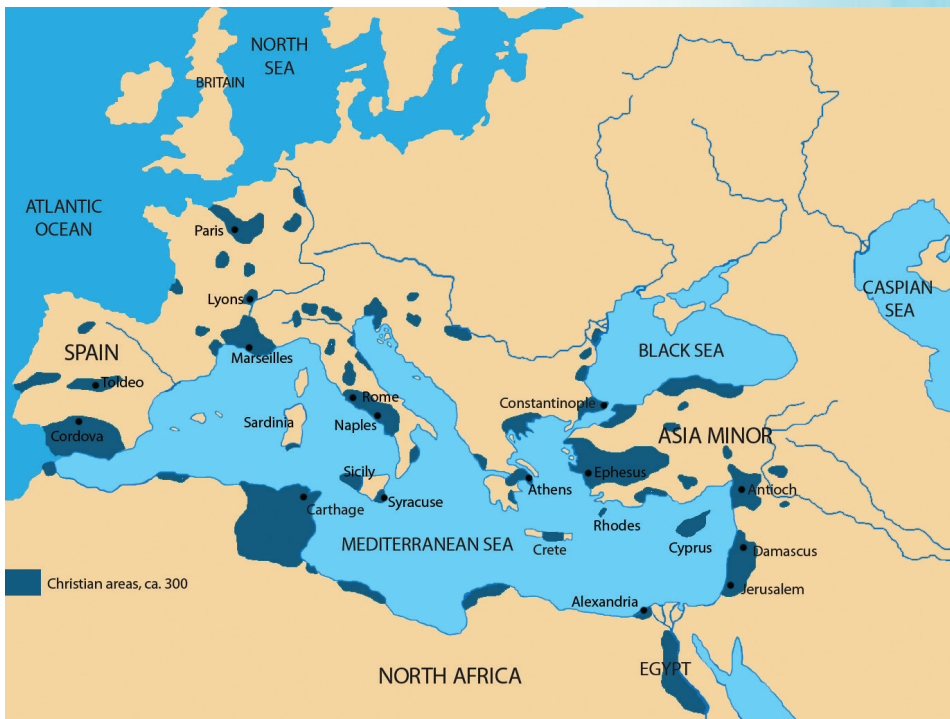 NORTH
SEA
BRITAIN
ATLANTIC
OCEAN
Paris
CASPIAN
SEA
Lyons
SPAIN
Marseilles
BLACK SEA
Toldeo
Rome
Constantinople
Sardinia
Naples
ASIA MINOR
Cordova
Sicily
Ephesus
Athens
Antioch
Carthage
Syracuse
Rhodes
MEDITERRANEAN SEA
Crete
Cyprus
Damascus
Christian areas, ca. 300
Jerusalem
Alexandria
NORTH AFRICA
EGYPT